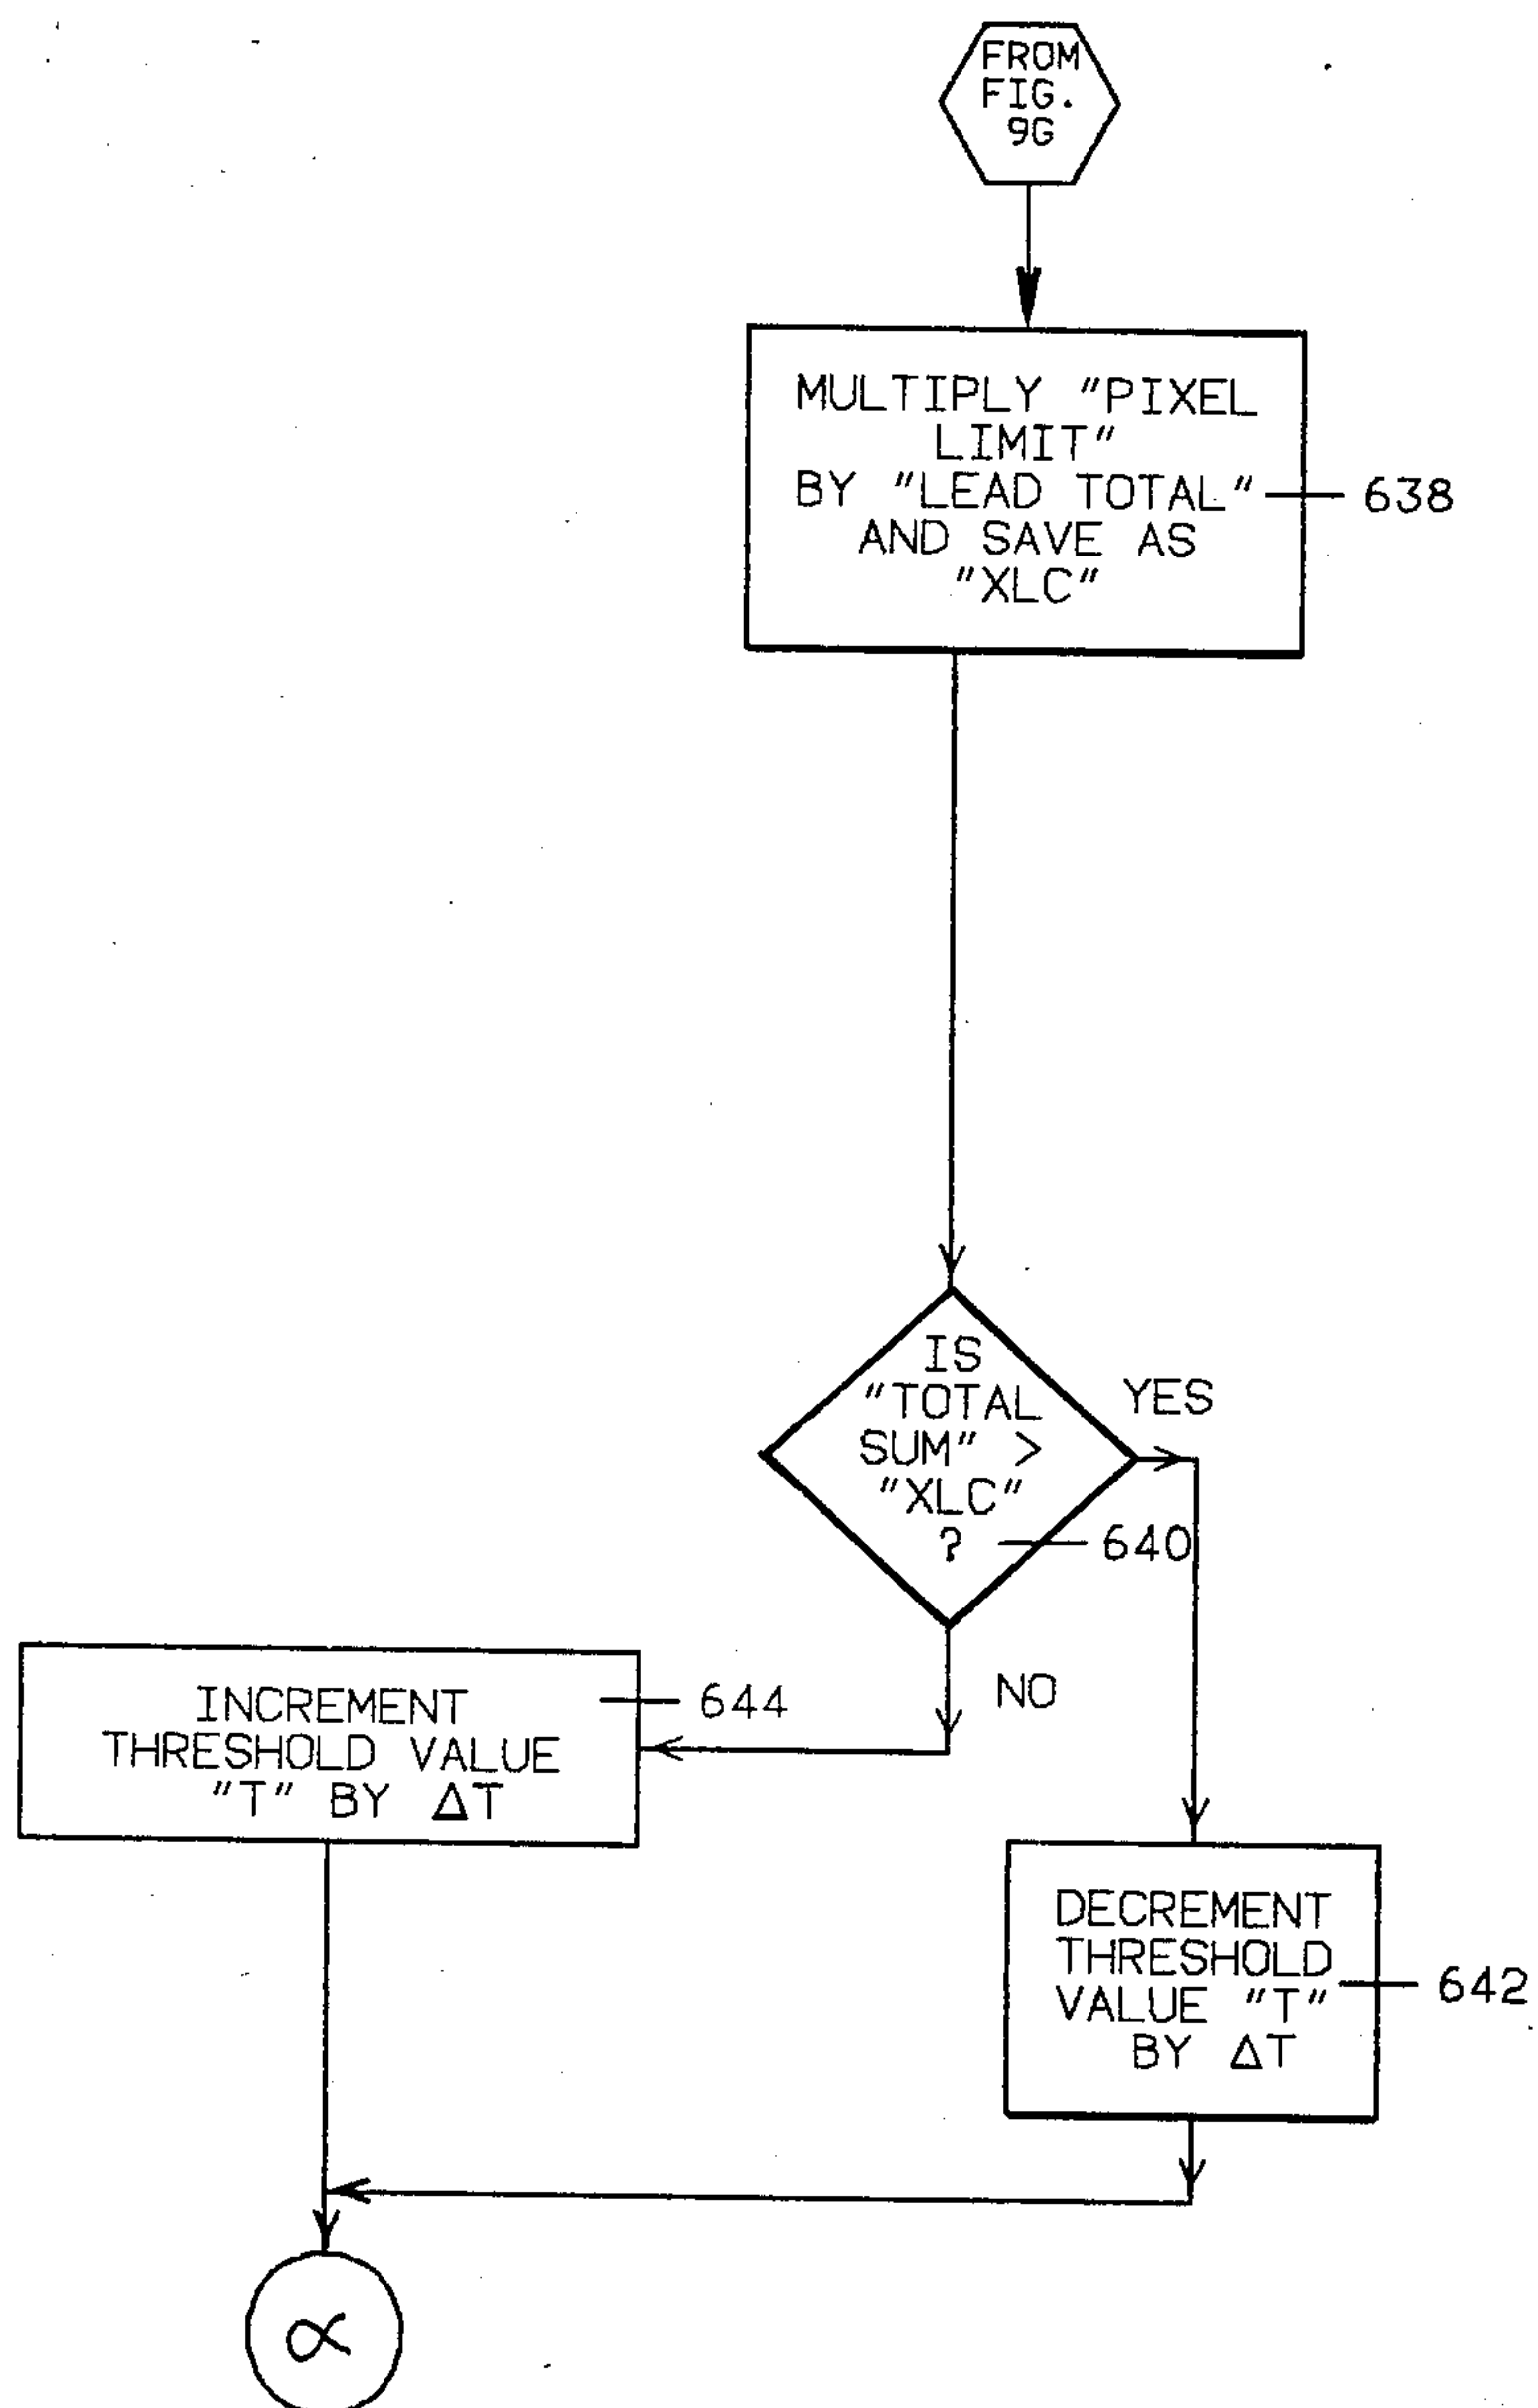 FROM
FIG.
9G
MULTIPLY "PIXEL
LIMIT"
BY "LEAD TOTAL"
AND SAVE AS
"XLC"
638
IS
"TOTAL
SUM" >
"XLC"
?
640
YES
NO
INCREMENT
THRESHOLD VALUE
"T" BY ΔT
644
DECREMENT
THRESHOLD
VALUE "T"
BY ΔT
642
∝